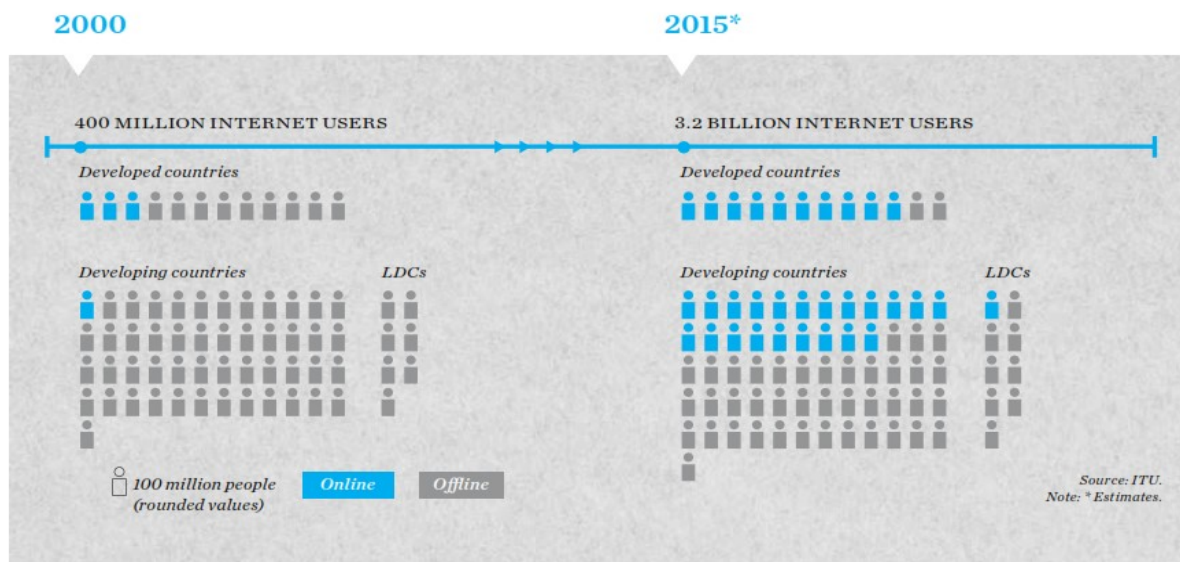 2000
2015*
400 MILLION INTERNET USERS
3.2 BILLION INTERNET USERS
Developed countries
Developed countries
Developing countries
LDCs
Developing countries
LDCs
100 million people
(rounded values)
Online
Offline
Source: ITU.
Note: * Estimates.